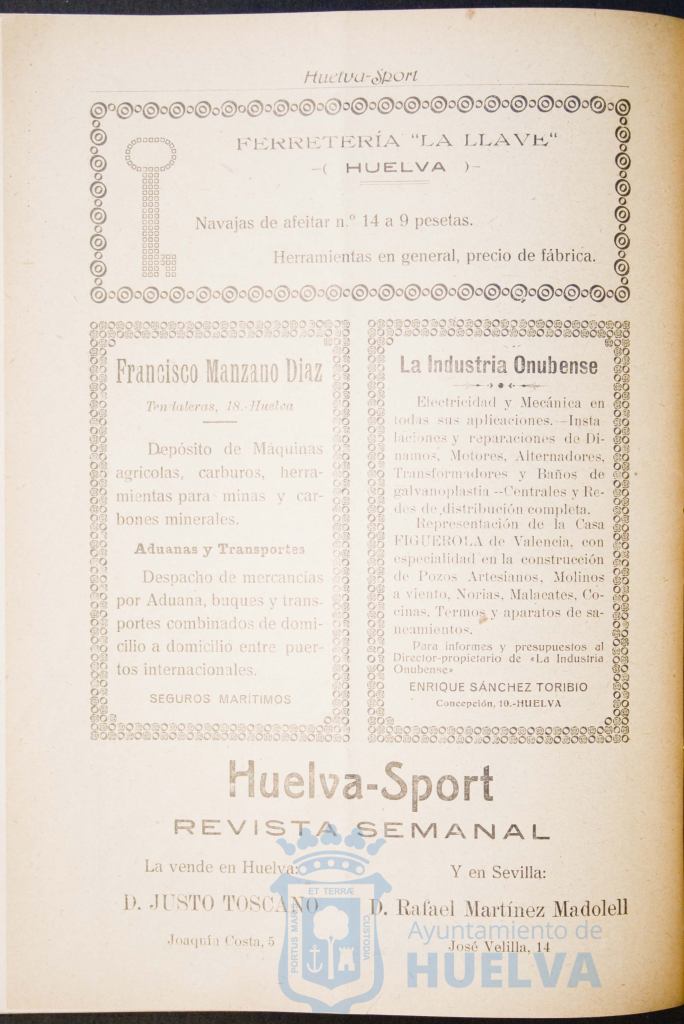 Huelva-Sport
FERRETERÍA "LA LLAVE"
-( HUELVA )-
Navajas de afeitar n.º 14 a 9 pesetas.
Herramientas en general, precio de fábrica.
Francisco Manzano Diaz
Tendaleras, 18.-Huelva
Depósito de Máquinas
agrícolas, carburos, herra-
mientas para minas y car-
bones minerales.
Aduanas y Transportes
Despacho de mercancías
por Aduana, buques y trans-
portes combinados de domi-
cilio a domicilio entre puer-
tos internacionales.
SEGUROS MARÍTIMOS
La Industria Onubense
Electricidad y Mecánica en
todas sus aplicaciones.—Insta
laciones y reparaciones de Di-
namos, Motores, Alternadores,
Transformadores y Baños de
galvanoplastia --Centrales y Re-
des de distribución completa.
Representación de la Casa
FIGUEROLA de Valencia, con
especialidad en la construcción
de Pozos Artesianos, Molinos
a viento, Norias, Malacates, Co-
cinas, Termos y aparatos de sa-
neamientos.
Para informes y presupuestos al
Director-propietario de «La Industria
Onubense»
ENRIQUE SÁNCHEZ TORIBIO
Concepción, 10.-HUELVA
Huelva-Sport
REVISTA SEMANAL
La vende en Huelva:
D. JUSTO TOSCANO
Joaquín Costa, 5
Y en Sevilla:
D. Rafael Martínez Madolell
José Velilla, 14
PORTUS MARIS
ET TERRÆ
CUSTODIA
Ayuntamiento de
HUELVA